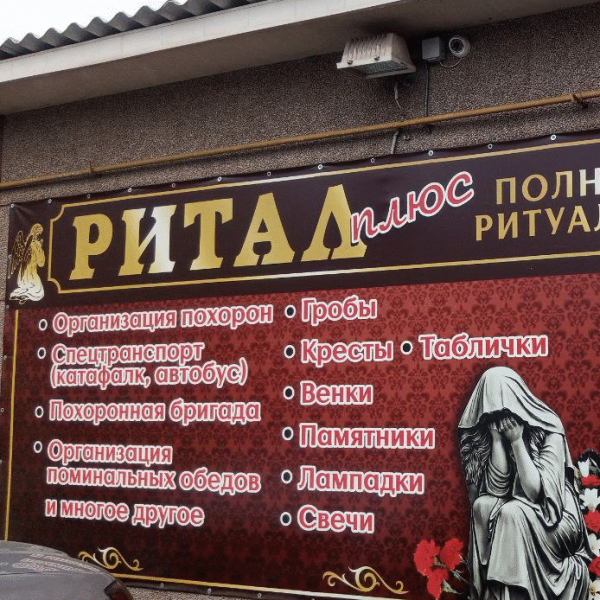 РИТАЛ плюс
ПОЛН
РИТУАЛ
• Организация похорон
• Спецтранспорт
(катафалк, автобус)
• Похоронная бригада
• Организация
поминальных обедов
и многое другое
• Гробы
• Кресты • Таблички
• Венки
• Памятники
• Лампадки
• Свечи